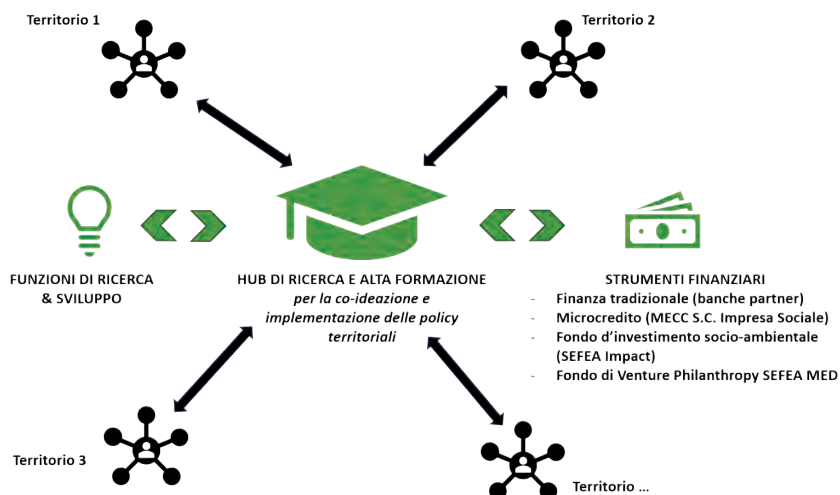 Territorio 1
Territorio 2
FUNZIONI DI RICERCA
& SVILUPPO
HUB DI RICERCA E ALTA FORMAZIONE
per la co-ideazione e
implementazione delle policy
territoriali
STRUMENTI FINANZIARI
- Finanza tradizionale (banche partner)
- Microcredito (MECC S.C. Impresa Sociale)
- Fondo d'investimento socio-ambientale
(SEFEA Impact)
- Fondo di Venture Philanthropy SEFEA MED
Territorio 3
Territorio ...